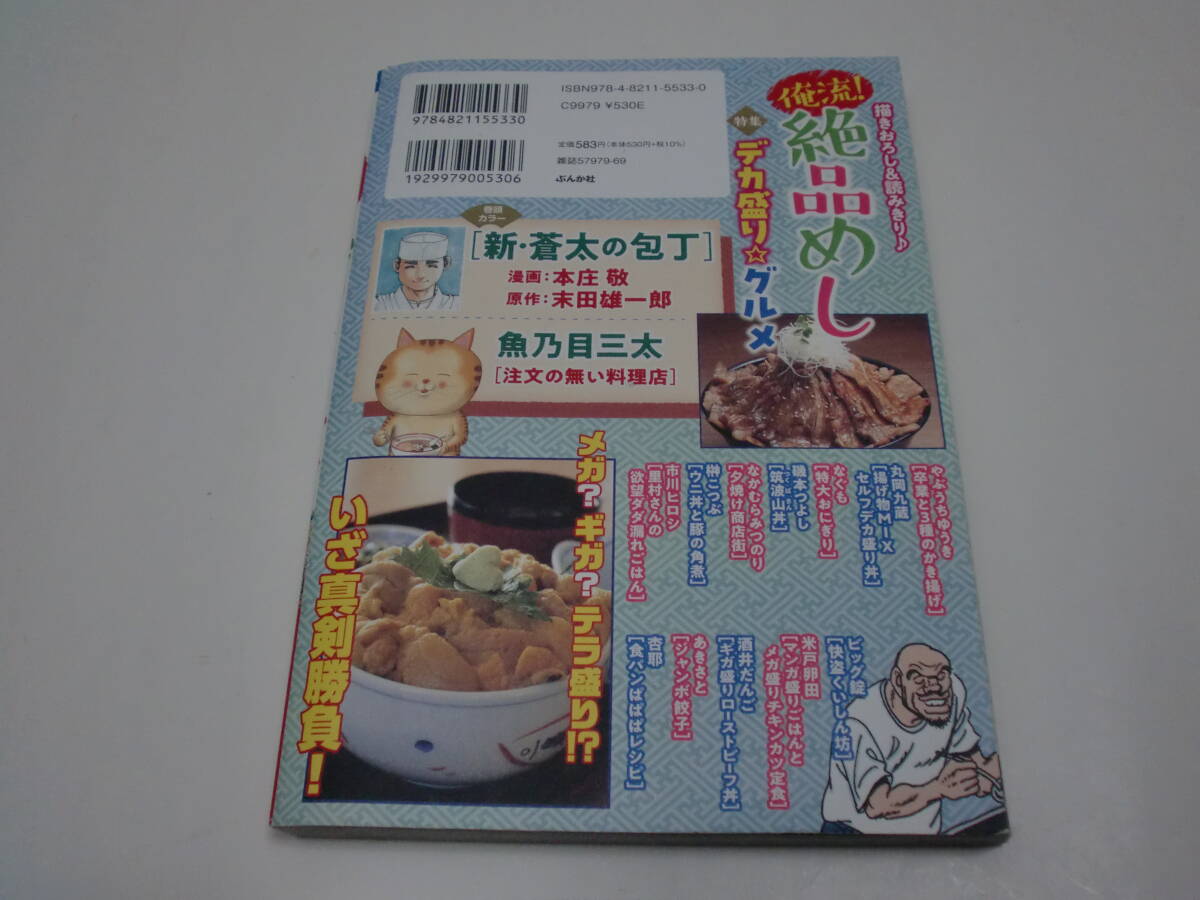 ISBN978-4-8211-5533-0
C9979 ¥530E
9784821155330
定価583円(本体530円+税10%)
雑誌57979-69
1929979005306
ぶんか社
描きおろし&読みきり♪
俺流!
絶品めし
特集
デカ盛り☆グルメ
巻頭
カラー
[新・蒼太の包丁]
漫画:本庄 敬
原作:末田雄一郎
魚乃目三太
[注文の無い料理店]
やぶうちゆうき
[卒業と3種のかき揚げ]
丸岡九蔵
[揚げ物MIX
セルフデカ盛り丼]
なぐも
[特大おにぎり]
磯本つよし
[筑波山丼]
なかむらみつのり
[夕焼け商店街]
榊こつぶ
[ウニ丼と豚の角煮]
市川ヒロシ
[里村さんの
欲望ダダ漏れごはん]
ビッグ錠
[快盗くいしん坊]
米戸卵田
[マンガ盛りごはんと
メガ盛りチキンカツ定食]
酒井だんご
[ギガ盛りローストビーフ丼]
あきさと
[ジャンボ餃子]
杏耶
[食パンぱぱぱレシピ]
メガ? ギガ? テラ盛り!?
いざ真剣勝負!